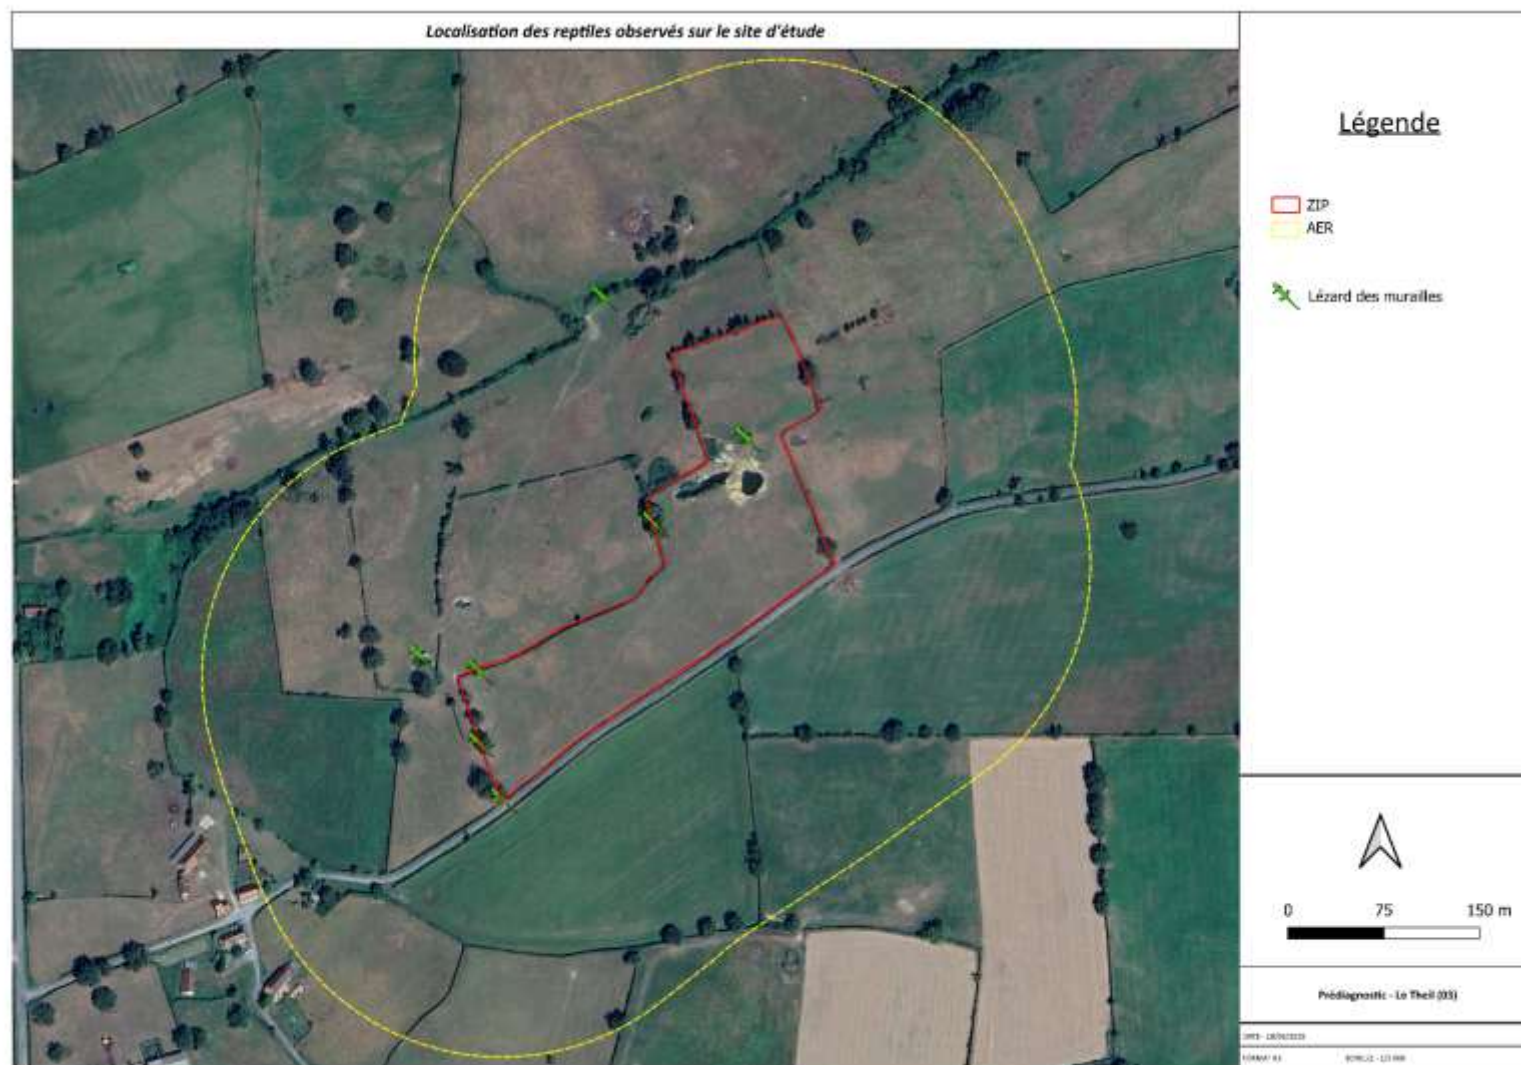 Localisation des reptiles observés sur le site d'étude
Légende
ZIP
AER
Lézard des murailles
0 75 150 m
Prédiagnostic - Le Theil (03)